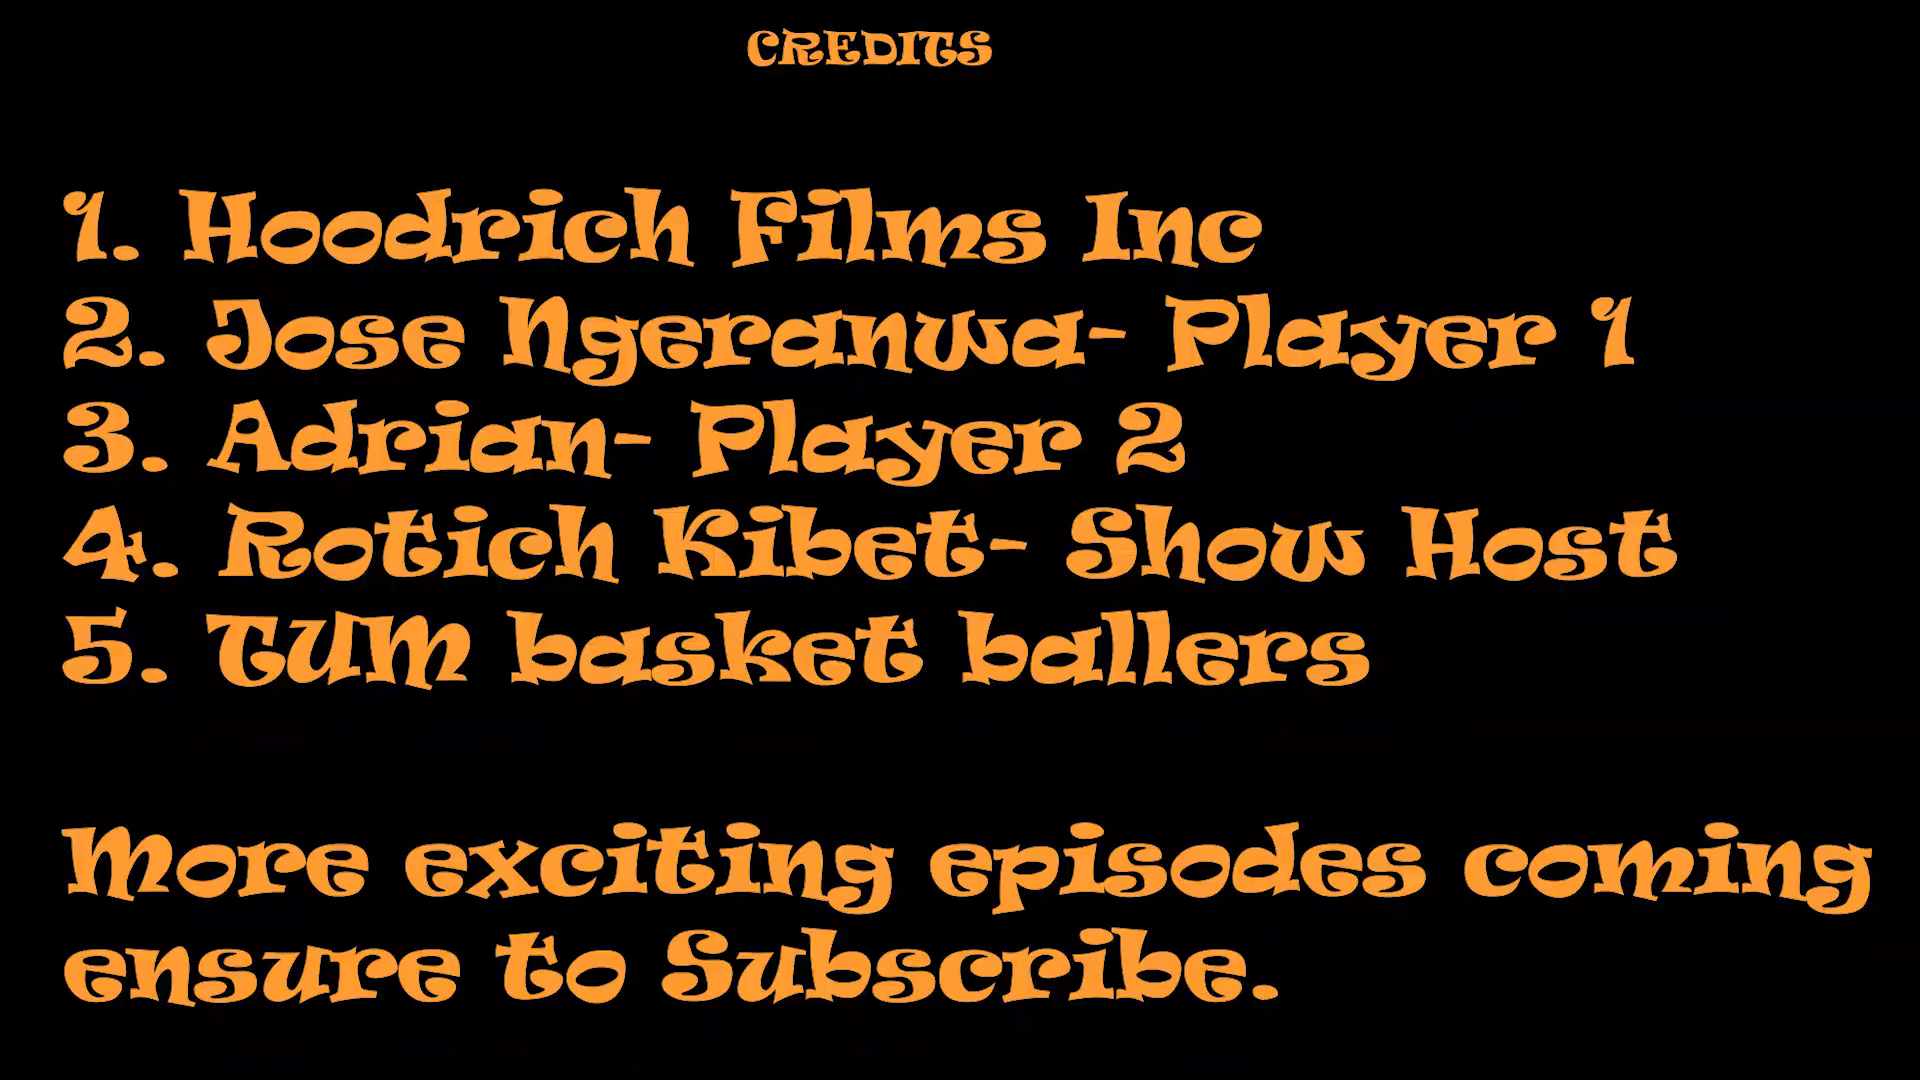 CREDITS
1. Hoodrich Films Inc
2. Jose Ngeranwa- Player 1
3. Adrian- Player 2
4. Rotich Kibet- Show Host
5. TUM basket ballers
More exciting episodes coming
ensure to Subscribe.